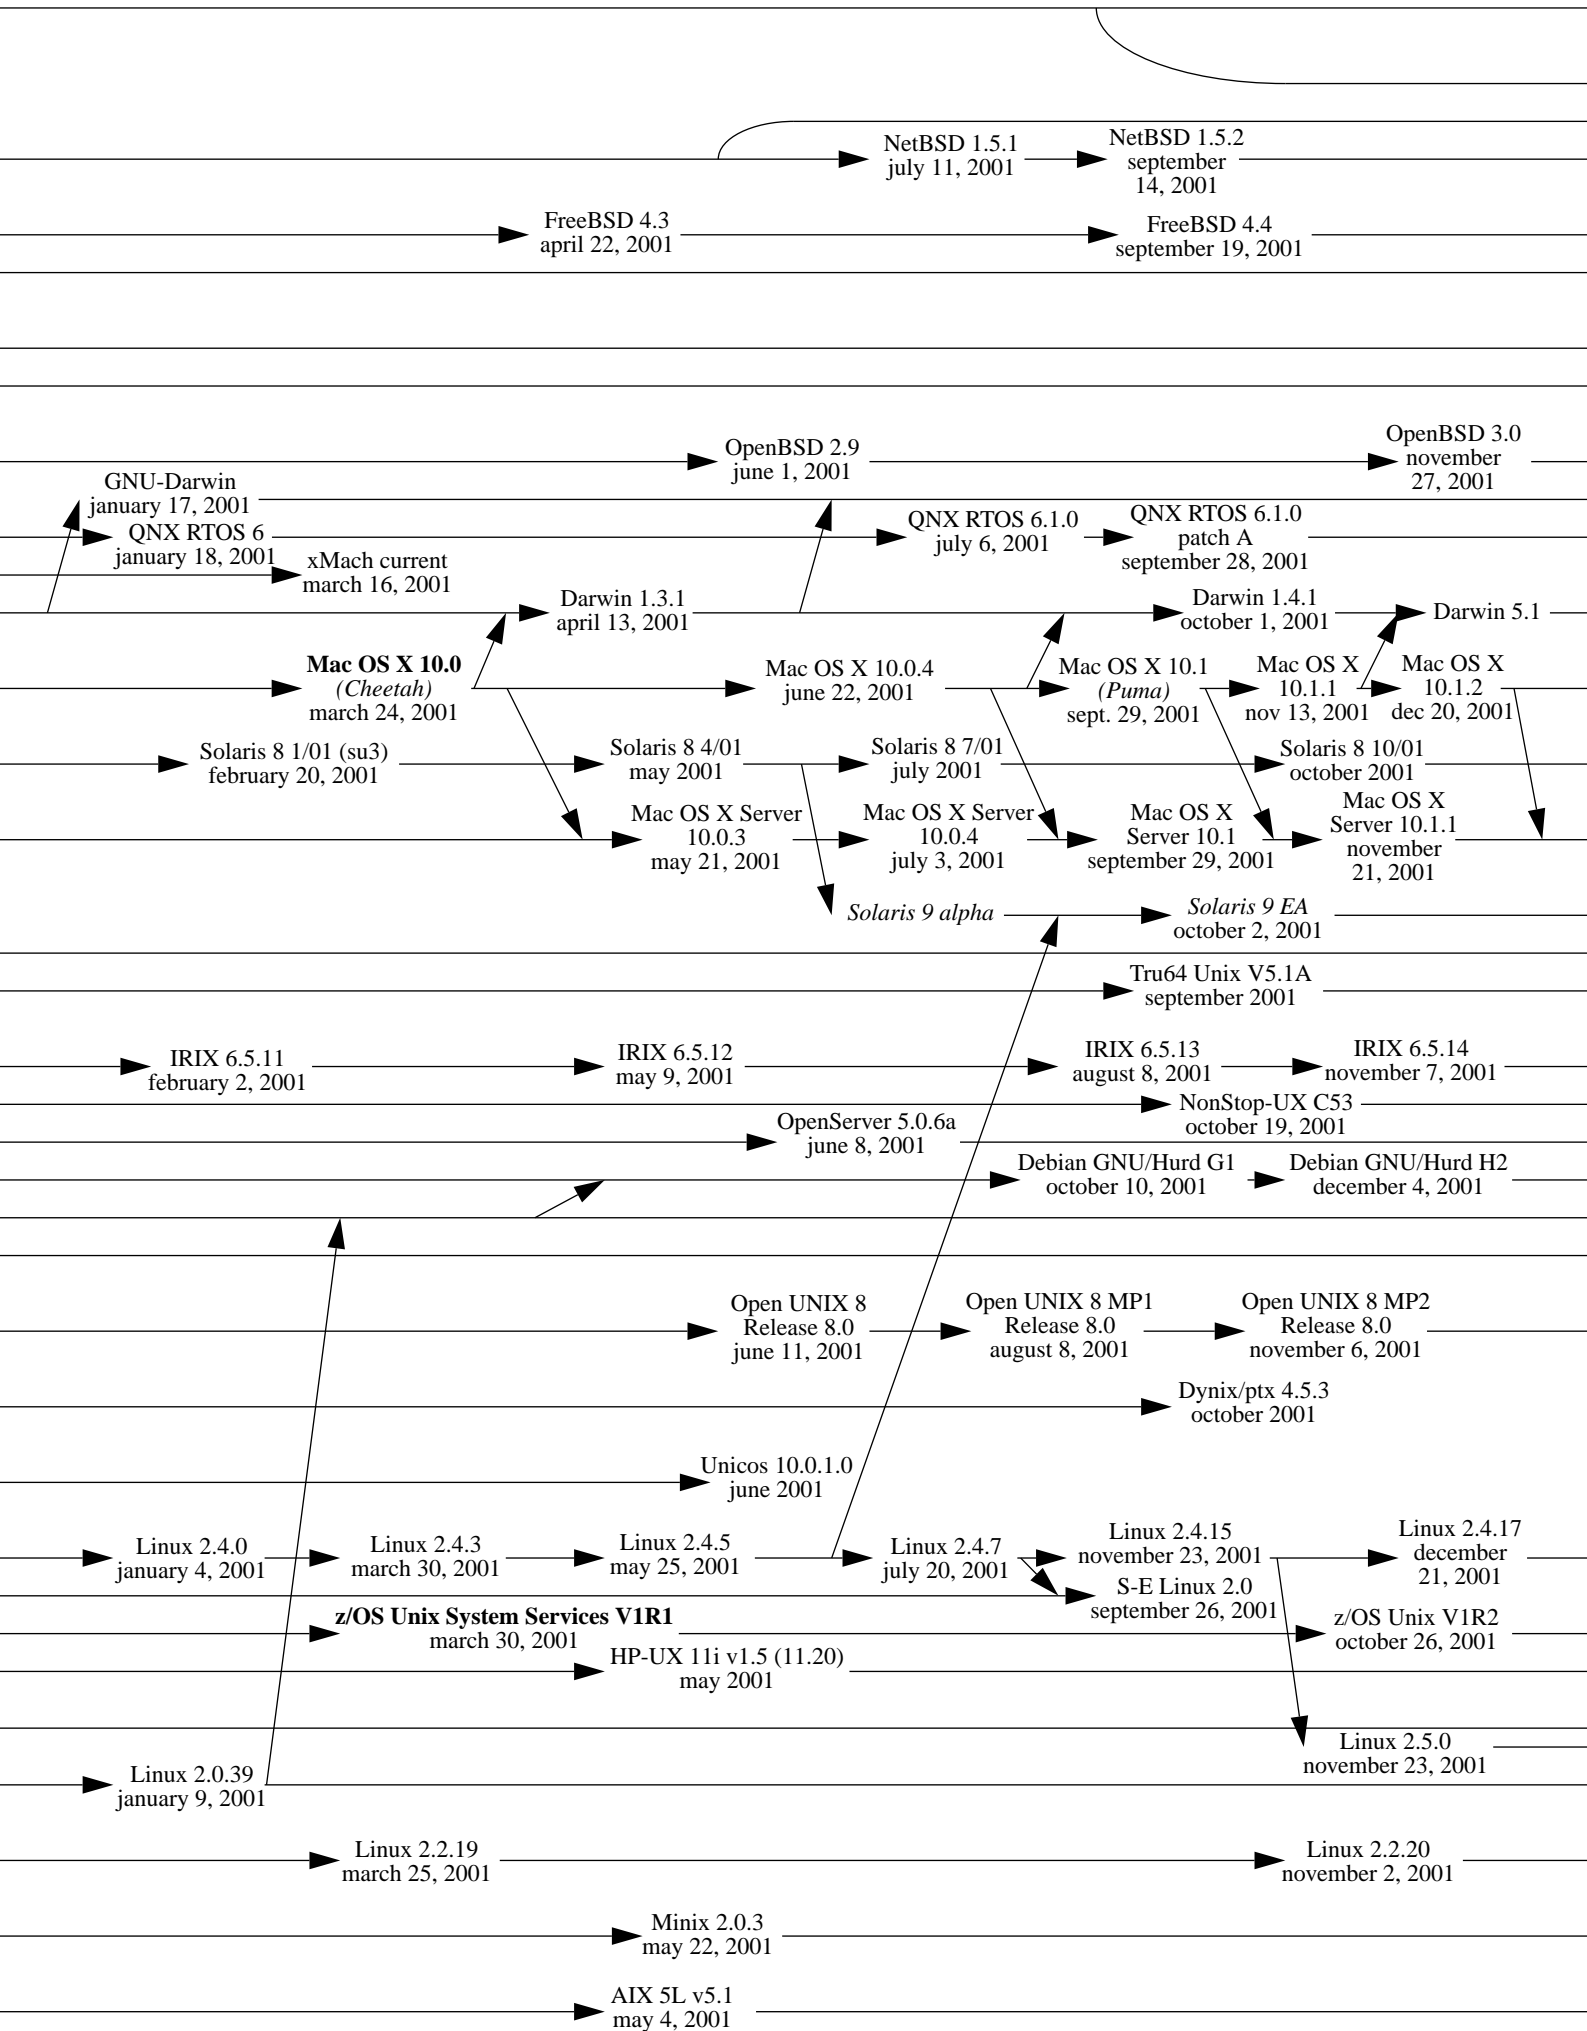 NetBSD 1.5.1
july 11, 2001
NetBSD 1.5.2
september
14, 2001
FreeBSD 4.3
april 22, 2001
FreeBSD 4.4
september 19, 2001
OpenBSD 2.9
june 1, 2001
OpenBSD 3.0
november
27, 2001
GNU-Darwin
january 17, 2001
QNX RTOS 6
january 18, 2001
QNX RTOS 6.1.0
july 6, 2001
QNX RTOS 6.1.0
patch A
september 28, 2001
xMach current
march 16, 2001
Darwin 1.3.1
april 13, 2001
Darwin 1.4.1
october 1, 2001
Darwin 5.1
Mac OS X 10.0
(Cheetah)
march 24, 2001
Mac OS X 10.0.4
june 22, 2001
Mac OS X 10.1
(Puma)
sept. 29, 2001
Mac OS X
10.1.1
nov 13, 2001
Mac OS X
10.1.2
dec 20, 2001
Solaris 8 1/01 (su3)
february 20, 2001
Solaris 8 4/01
may 2001
Solaris 8 7/01
july 2001
Solaris 8 10/01
october 2001
Mac OS X Server
10.0.3
may 21, 2001
Mac OS X Server
10.0.4
july 3, 2001
Mac OS X
Server 10.1
september 29, 2001
Mac OS X
Server 10.1.1
november
21, 2001
Solaris 9 alpha
Solaris 9 EA
october 2, 2001
Tru64 Unix V5.1A
september 2001
IRIX 6.5.11
february 2, 2001
IRIX 6.5.12
may 9, 2001
IRIX 6.5.13
august 8, 2001
IRIX 6.5.14
november 7, 2001
NonStop-UX C53
october 19, 2001
OpenServer 5.0.6a
june 8, 2001
Debian GNU/Hurd G1
october 10, 2001
Debian GNU/Hurd H2
december 4, 2001
Open UNIX 8
Release 8.0
june 11, 2001
Open UNIX 8 MP1
Release 8.0
august 8, 2001
Open UNIX 8 MP2
Release 8.0
november 6, 2001
Dynix/ptx 4.5.3
october 2001
Unicos 10.0.1.0
june 2001
Linux 2.4.0
january 4, 2001
Linux 2.4.3
march 30, 2001
Linux 2.4.5
may 25, 2001
Linux 2.4.7
july 20, 2001
Linux 2.4.15
november 23, 2001
Linux 2.4.17
december
21, 2001
S-E Linux 2.0
september 26, 2001
z/OS Unix System Services V1R1
march 30, 2001
z/OS Unix V1R2
october 26, 2001
HP-UX 11i v1.5 (11.20)
may 2001
Linux 2.5.0
november 23, 2001
Linux 2.0.39
january 9, 2001
Linux 2.2.19
march 25, 2001
Linux 2.2.20
november 2, 2001
Minix 2.0.3
may 22, 2001
AIX 5L v5.1
may 4, 2001